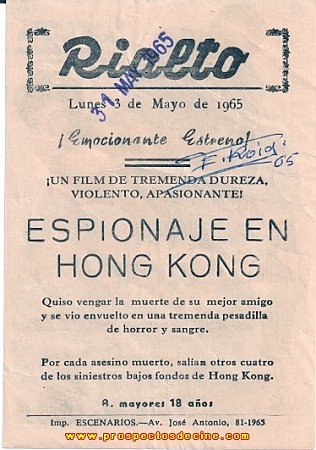 Rialto
31 MAY 1965
Lunes 3 de Mayo de 1965
¡Emocionante Estreno!
F. Roig
65
¡UN FILM DE TREMENDA DUREZA,
VIOLENTO, APASIONANTE!
ESPIONAJE EN
HONG KONG
Quiso vengar la muerte de su mejor amigo
y se vio envuelto en una tremenda pesadilla
de horror y sangre.
Por cada asesino muerto, salían otros cuatro
de los siniestros bajos fondos de Hong Kong.
A. mayores 18 años
Imp. ESCENARIOS.—Av. José Antonio, 81-1965
www.prospectosdecine.com